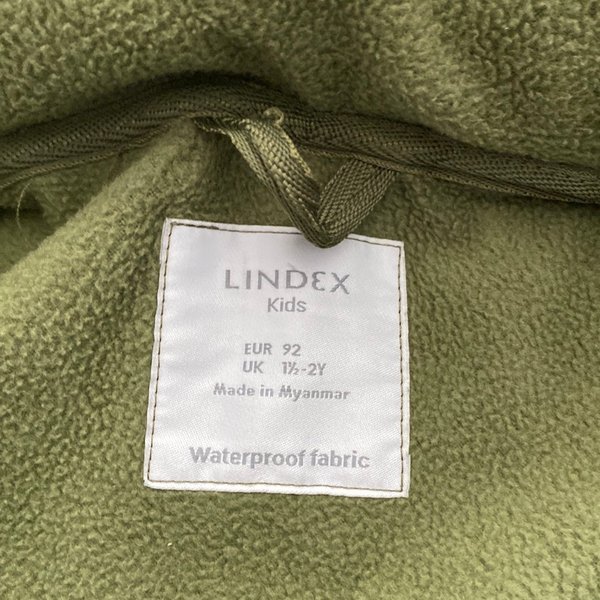 LINDEX
Kids
EUR 92
UK 1½-2Y
Made in Myanmar
Waterproof fabric